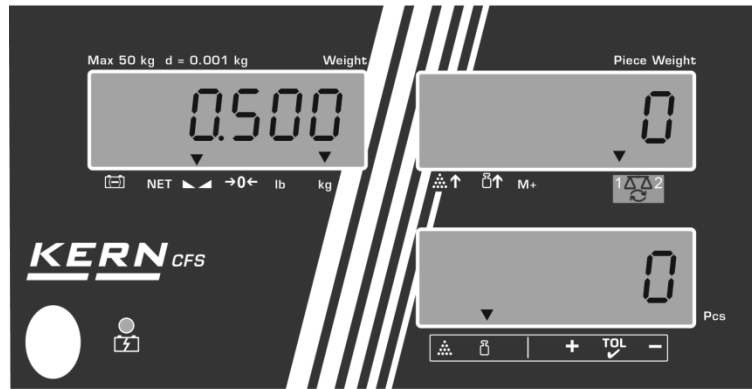 Max 50 kg d = 0.001 kg Weight
0.500
NET →0← lb kg
Piece Weight
0
M+ 1 2
KERN CFS
0
Pcs
+ TOL −